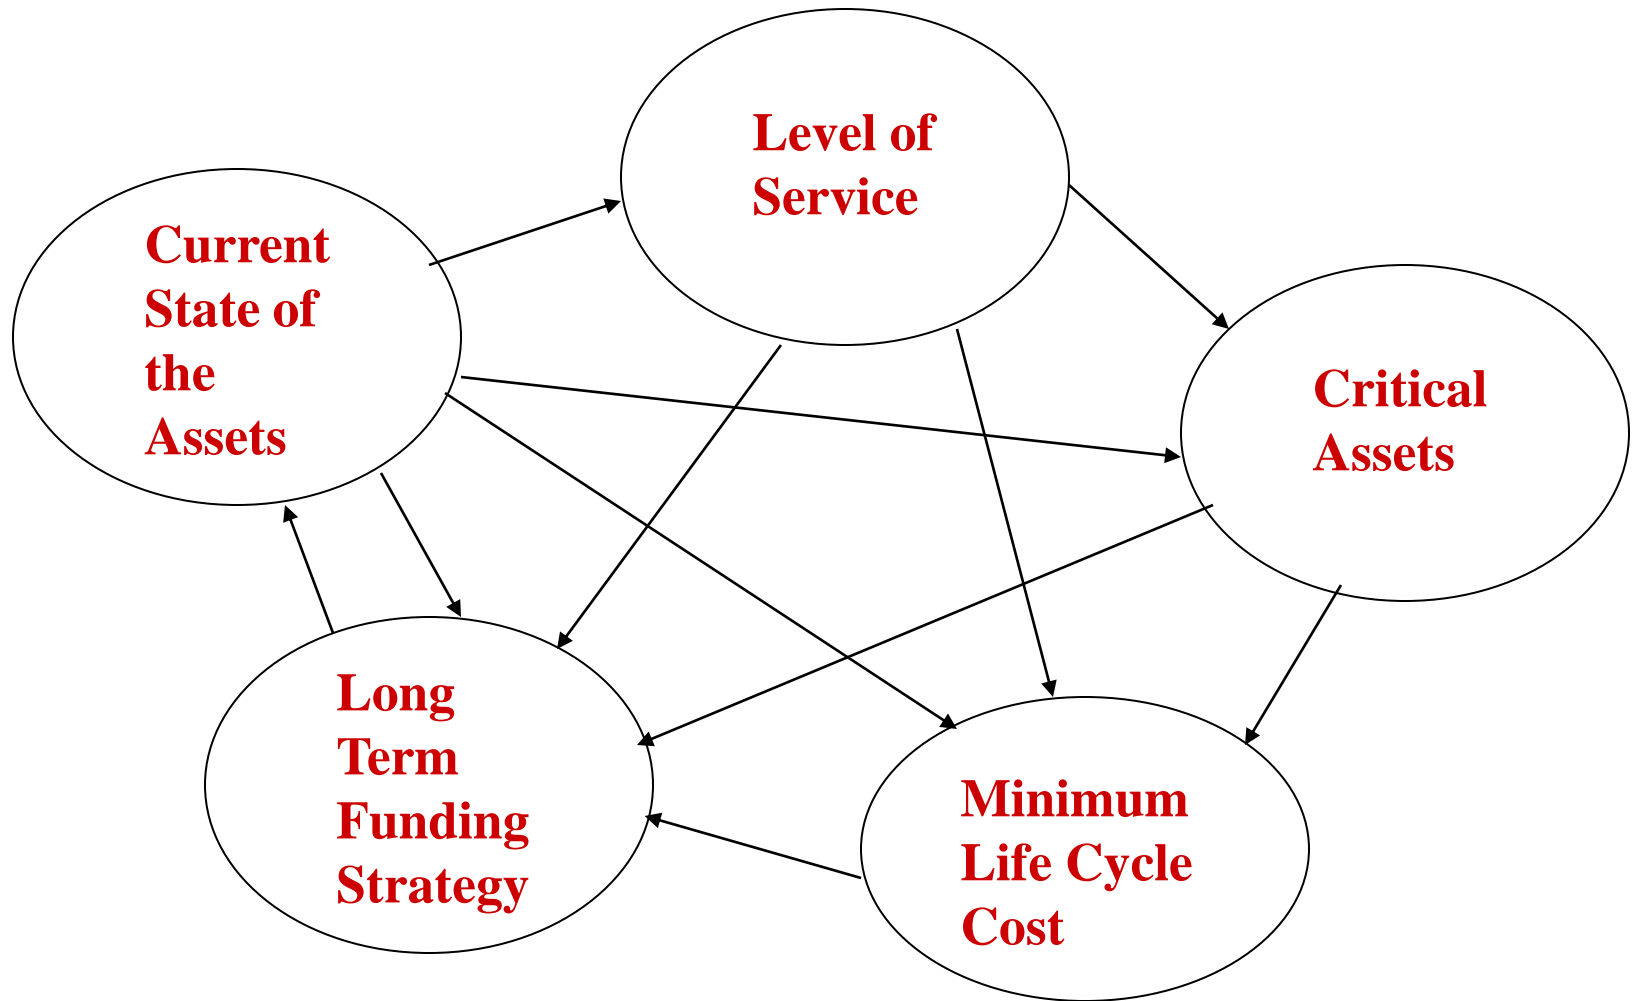 Level of
Service
Current
State of
the
Assets
Critical
Assets
Long
Term
Funding
Strategy
Minimum
Life Cycle
Cost